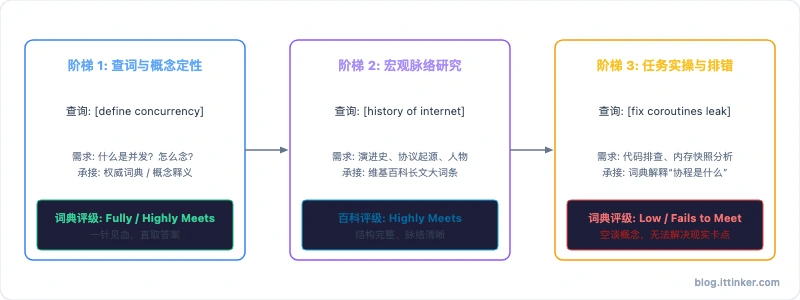 阶梯 1: 查词与概念定性
查询: [define concurrency]
需求: 什么是并发？怎么念？
承接: 权威词典 / 概念释义
词典评级: Fully / Highly Meets
一针见血、直取答案
阶梯 2: 宏观脉络研究
查询: [history of internet]
需求: 演进史、协议起源、人物
承接: 维基百科长文大词条
百科评级: Highly Meets
结构完整、脉络清晰
阶梯 3: 任务实操与排错
查询: [fix coroutines leak]
需求: 代码排查、内存快照分析
承接: 词典解释“协程是什么”
词典评级: Low / Fails to Meet
空谈概念，无法解决现实卡点
blog.ittinker.com